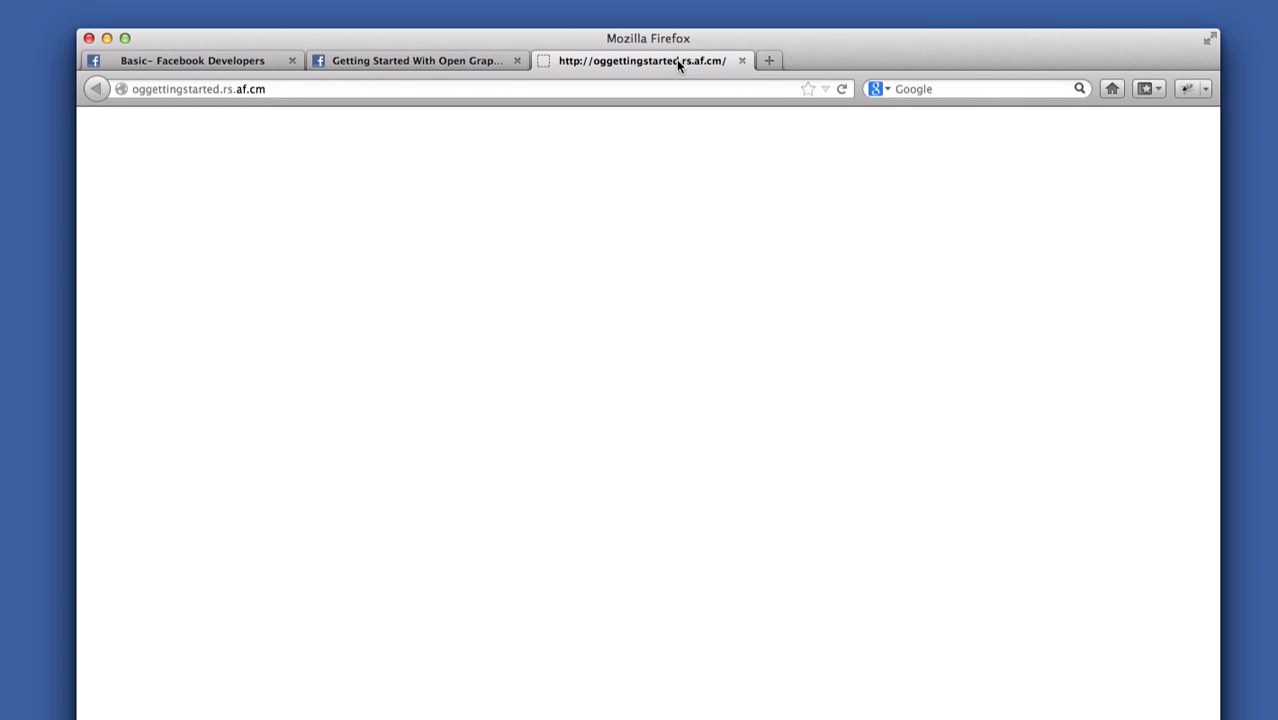 Mozilla Firefox
Basic- Facebook Developers
Getting Started With Open Grap...
http://oggettingstarted.rs.af.cm/
oggettingstarted.rs.af.cm
Google